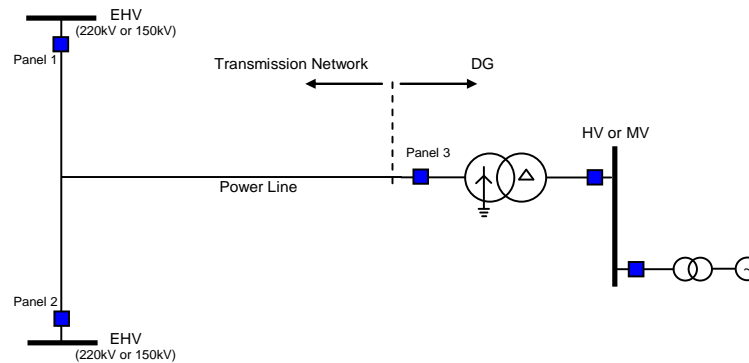 EHV
(220kV or 150kV)
Panel 1
Transmission Network
DG
HV or MV
Panel 3
Power Line
Panel 2
EHV
(220kV or 150kV)
~